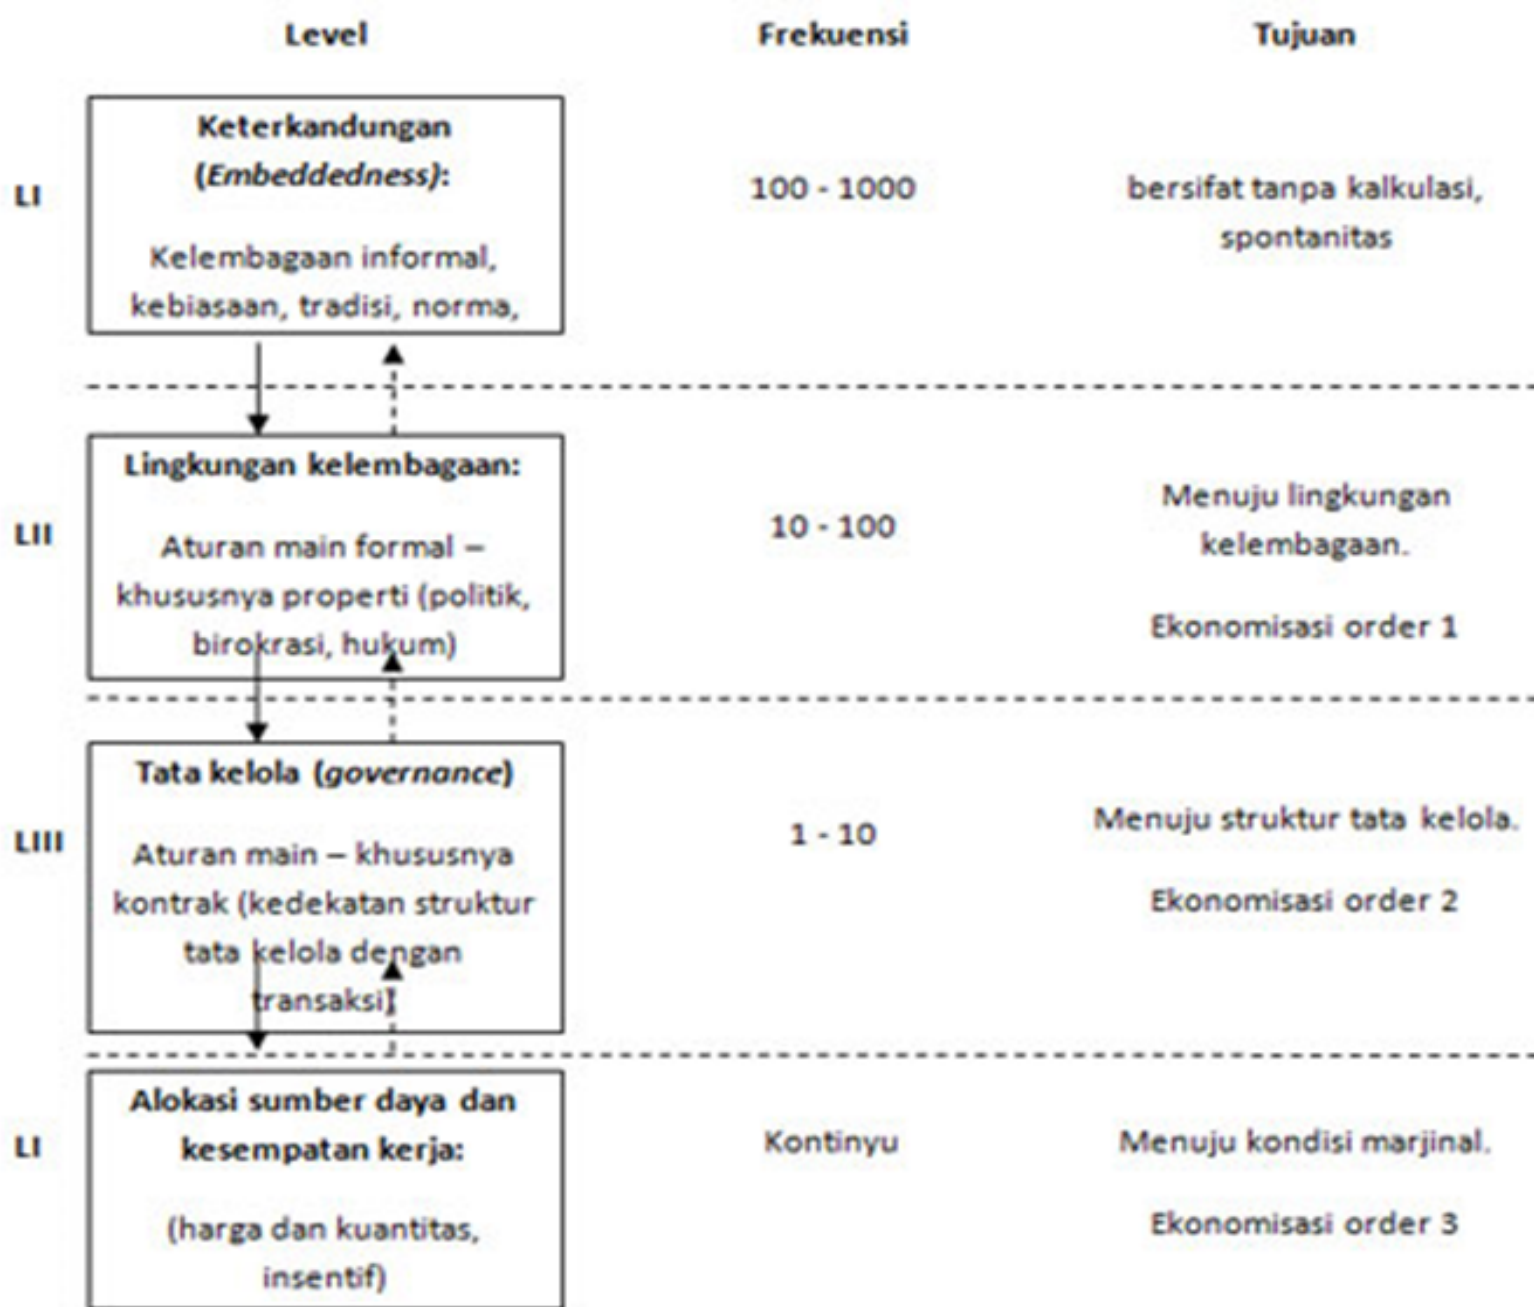 Level Frekuensi Tujuan
Keterkandungan
(Embeddedness):
Kelembagaan informal,
kebiasaan, tradisi, norma,
LI
100 - 1000
bersifat tanpa kalkulasi,
spontanitas
Lingkungan kelembagaan:
Aturan main formal –
khususnya properti (politik,
birokrasi, hukum)
LII
10 - 100
Menuju lingkungan
kelembagaan.
Ekonomisasi order 1
Tata kelola (governance)
Aturan main – khususnya
kontrak (kedekatan struktur
tata kelola dengan
transaksi)
LIII
1 - 10
Menuju struktur tata kelola.
Ekonomisasi order 2
Alokasi sumber daya dan
kesempatan kerja:
(harga dan kuantitas,
insentif)
LI
Kontinyu
Menuju kondisi marjinal.
Ekonomisasi order 3